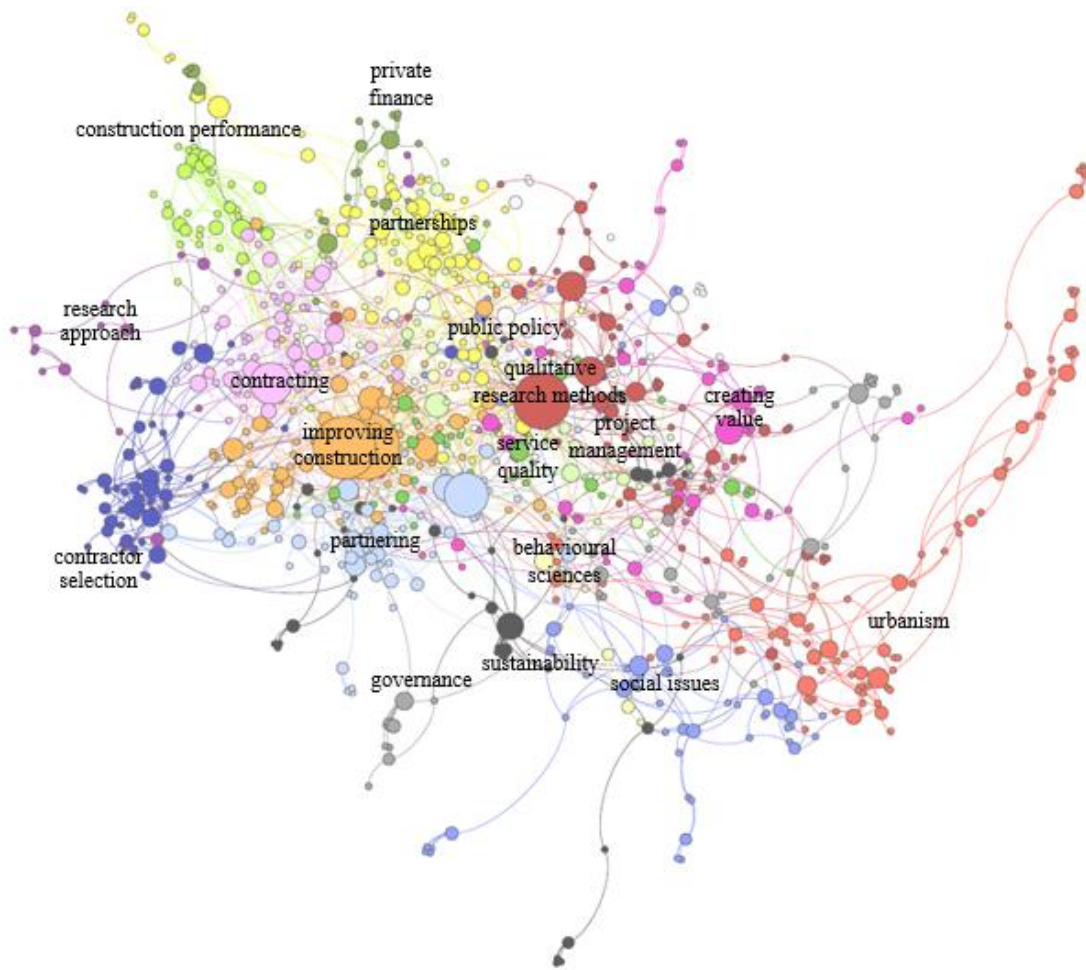 private
finance
construction performance
partnerships
research
approach
public policy
qualitative
research methods
contracting
creating
value
improving
construction
project
management
service
quality
partnering
behavioural
sciences
contractor
selection
urbanism
sustainability
governance
social issues